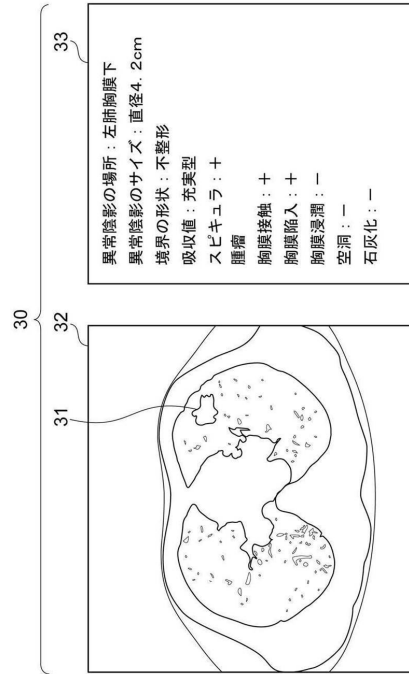 30
31
32
33
異常陰影の場所：左肺胸膜下
異常陰影のサイズ：直径4．2cm
境界の形状：不整形
吸収値：充実型
スピキュラ：＋
腫瘤
胸膜接触：＋
胸膜陥入：＋
胸膜浸潤：－
空洞：－
石灰化：－